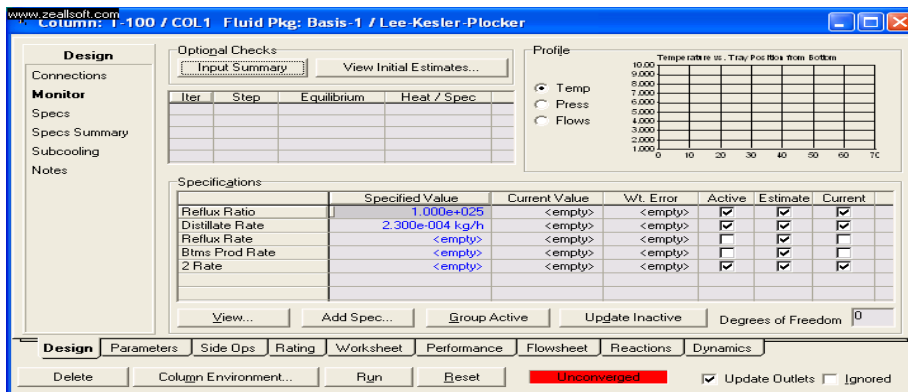 www.zeallsoft.com
Column: T-100 / COL1 Fluid Pkg: Basis-1 / Lee-Kesler-Plocker
Design
Connections
Monitor
Specs
Specs Summary
Subcooling
Notes
Optional Checks
Input Summary View Initial Estimates...
Iter Step Equilibrium Heat / Spec
Profile
Temp
Press
Flows
Temperature vs. Tray Position from Bottom
10.00
9.000
8.000
7.000
6.000
5.000
4.000
3.000
2.000
1.000
0 10 20 30 40 50 60 70
Specifications
Specified Value Current Value Wt. Error Active Estimate Current
Reflux Ratio 1.000e+025 <empty> <empty>
Distillate Rate 2.300e-004 kg/h <empty> <empty>
Reflux Rate <empty> <empty> <empty>
Btms Prod Rate <empty> <empty> <empty>
2 Rate <empty> <empty> <empty>
View... Add Spec... Group Active Update Inactive Degrees of Freedom 0
Design Parameters Side Ops Rating Worksheet Performance Flowsheet Reactions Dynamics
Delete Column Environment... Run Reset Unconverged Update Outlets Ignored